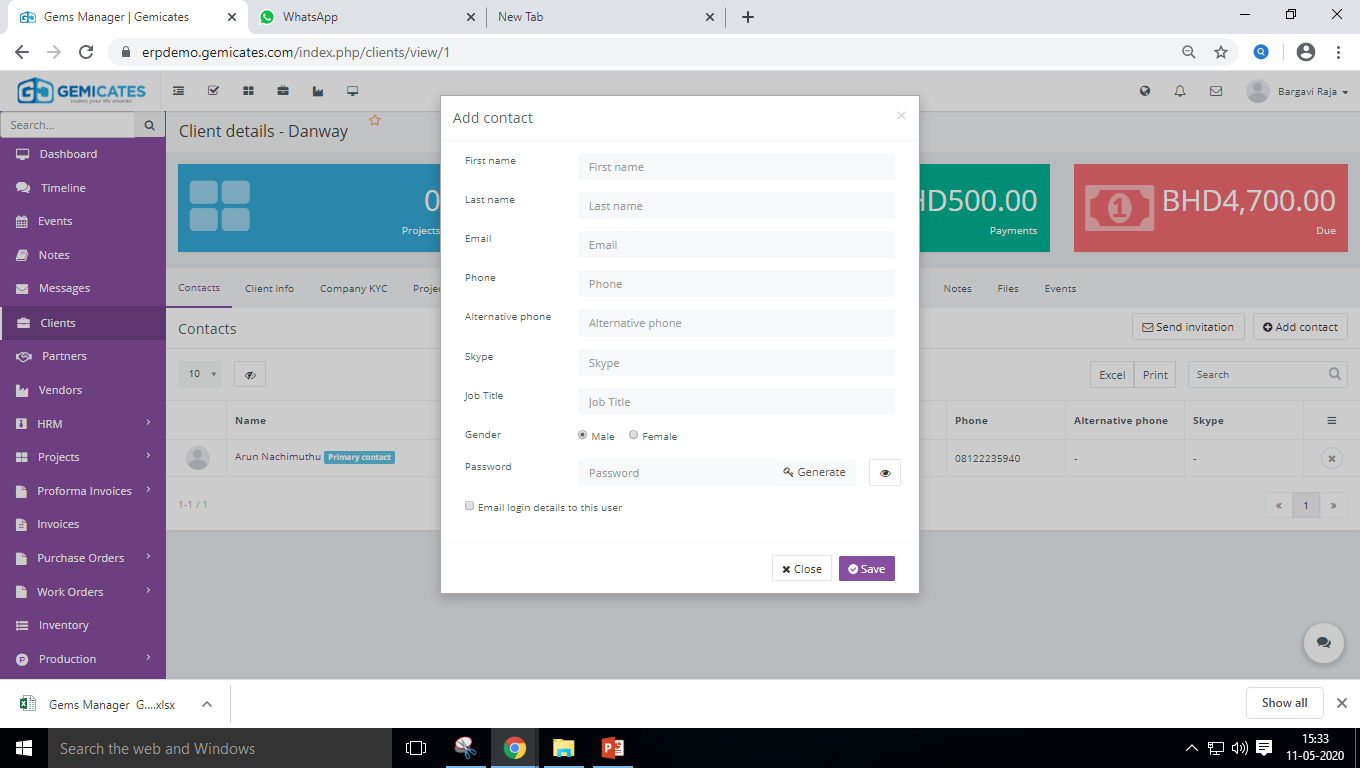 Gems Manager | Gemicates
WhatsApp
New Tab
erpdemo.gemicates.com/index.php/clients/view/1
GEMICATES
makes your life smarter
Bargavi Raja
Search...
Dashboard
Timeline
Events
Notes
Messages
Clients
Partners
Vendors
HRM
Projects
Proforma Invoices
Invoices
Purchase Orders
Work Orders
Inventory
Production
Client details - Danway
0
Projects
HD500.00
Payments
BHD4,700.00
Due
Contacts
Client info
Company KYC
Notes
Files
Events
Contacts
Send invitation
Add contact
10
Excel
Print
Search
Name
Phone
Alternative phone
Skype
Arun Nachimuthu Primary contact
08122235940
-
-
1-1 / 1
«
1
»
Add contact
×
First name
First name
Last name
Last name
Email
Email
Phone
Phone
Alternative phone
Alternative phone
Skype
Skype
Job Title
Job Title
Gender
Male
Female
Password
Password
Generate
Email login details to this user
Close
Save
Gems Manager G....xlsx
Show all
Search the web and Windows
15:33
11-05-2020